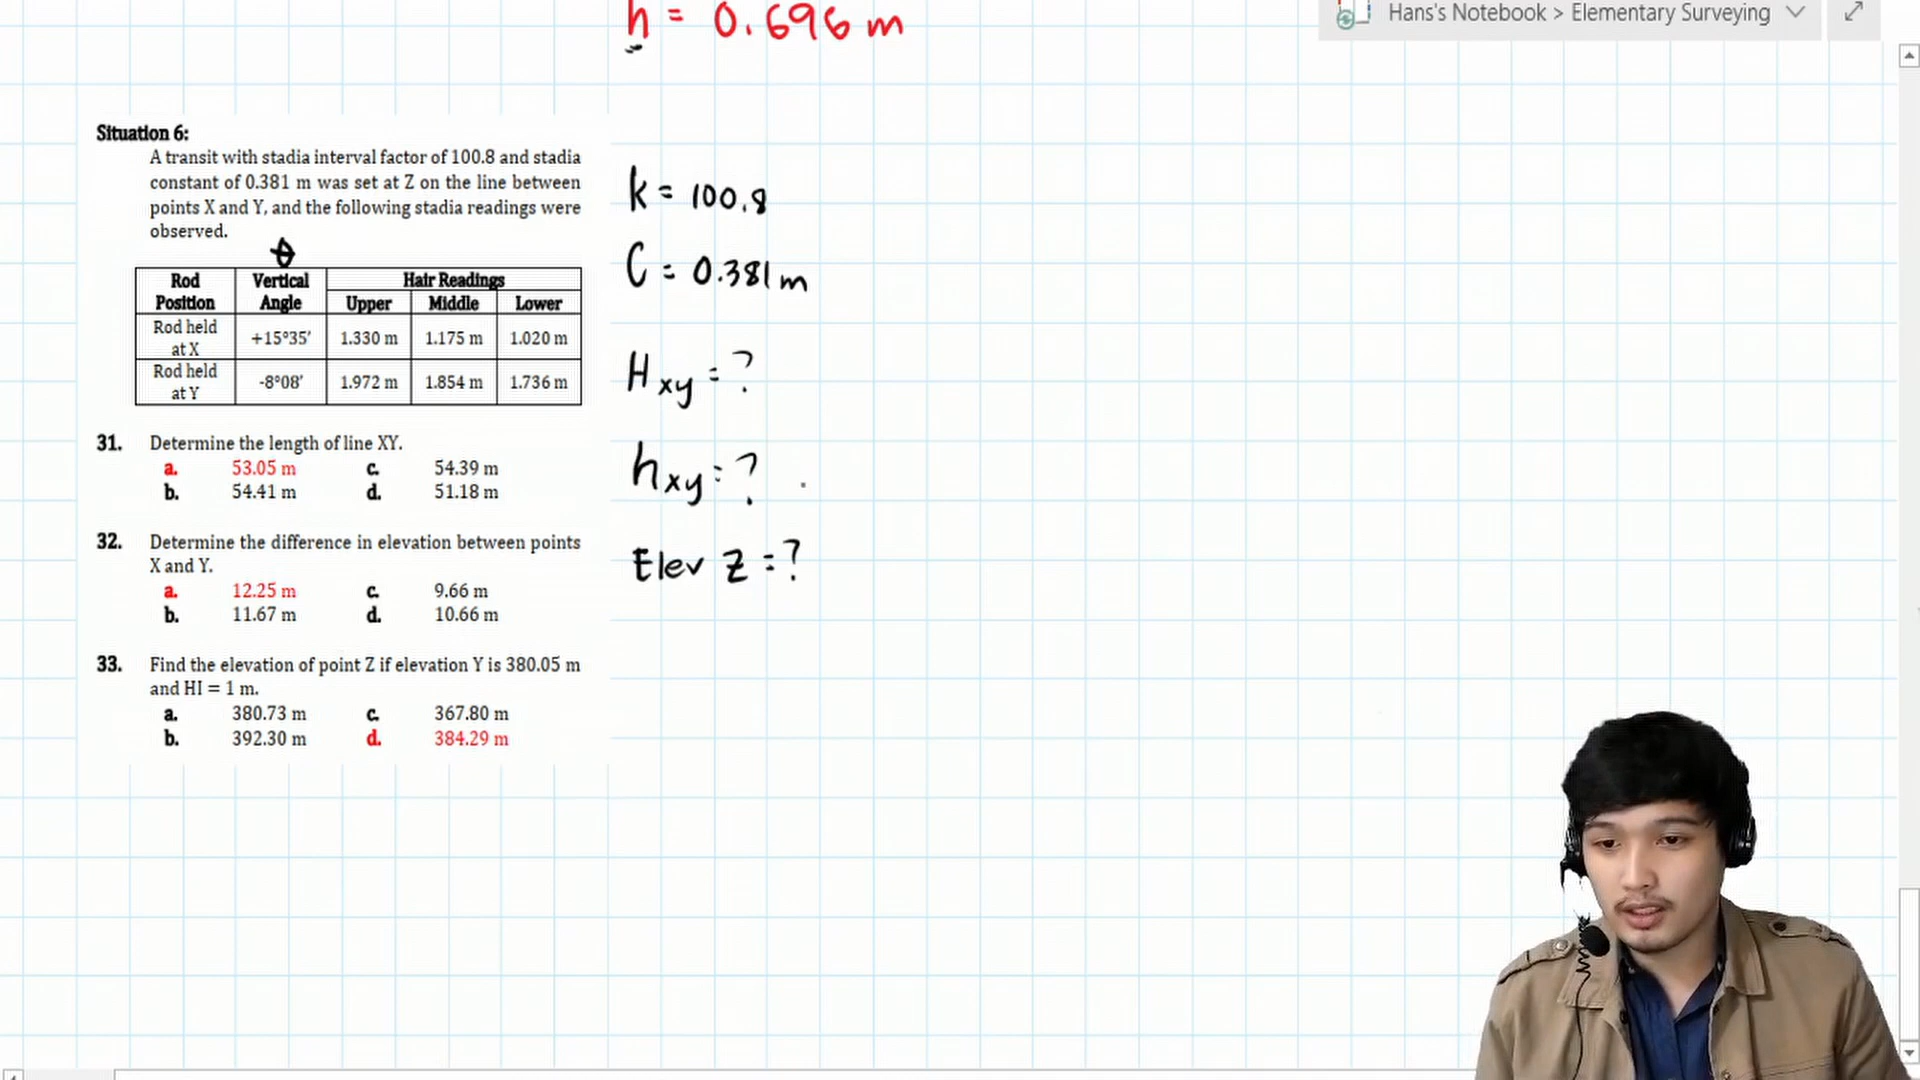 h = 0.696 m
Hans's Notebook > Elementary Surveying
Situation 6:
A transit with stadia interval factor of 100.8 and stadia
constant of 0.381 m was set at Z on the line between
points X and Y, and the following stadia readings were
observed.
θ
Rod Position Vertical Angle Hair Readings
Upper Middle Lower
Rod held at X +15°35' 1.330 m 1.175 m 1.020 m
Rod held at Y -8°08' 1.972 m 1.854 m 1.736 m
31. Determine the length of line XY.
a. 53.05 m c. 54.39 m
b. 54.41 m d. 51.18 m
32. Determine the difference in elevation between points
X and Y.
a. 12.25 m c. 9.66 m
b. 11.67 m d. 10.66 m
33. Find the elevation of point Z if elevation Y is 380.05 m
and HI = 1 m.
a. 380.73 m c. 367.80 m
b. 392.30 m d. 384.29 m
k = 100.8
C = 0.381 m
Hxy = ?
hxy = ?
Elev Z = ?